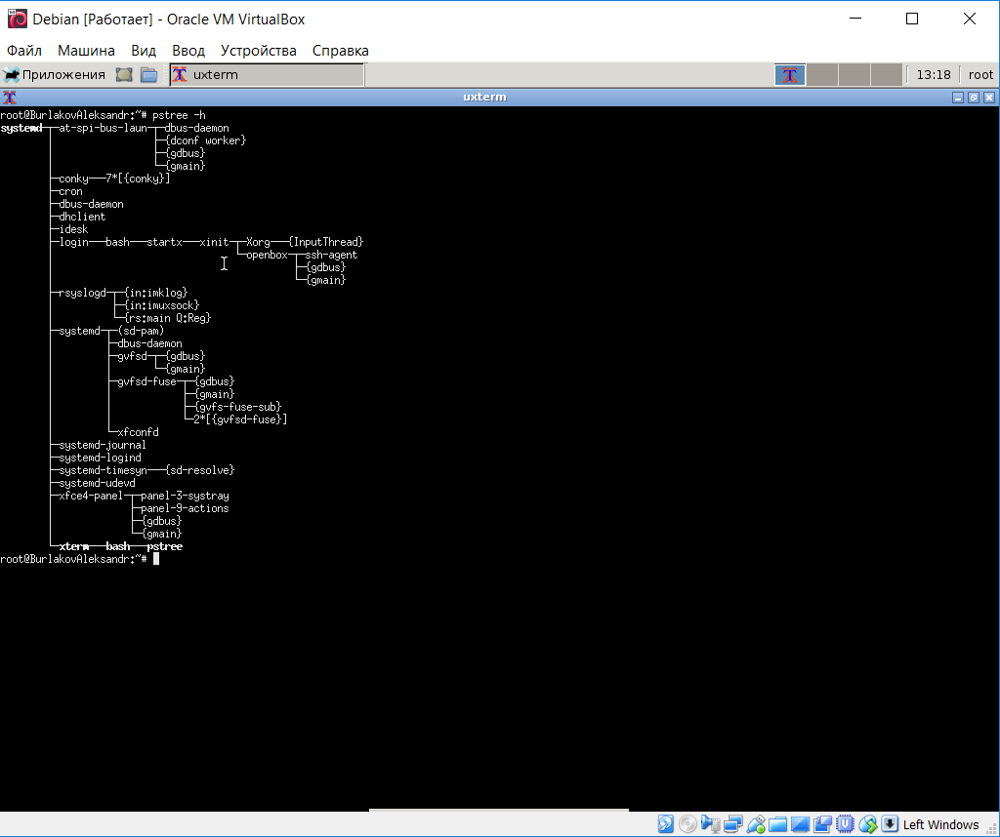 Debian [Работает] - Oracle VM VirtualBox
Файл Машина Вид Ввод Устройства Справка
Приложения uxterm 13:18 root
uxterm
root@BurlakovAleksandr:~# pstree -h
systemd─┬─at-spi-bus-laun─┬─dbus-daemon
        │                 ├─{dconf worker}
        │                 ├─{gdbus}
        │                 └─{gmain}
        ├─conky───7*[{conky}]
        ├─cron
        ├─dbus-daemon
        ├─dhclient
        ├─idesk
        ├─login───bash───startx───xinit─┬─Xorg───{InputThread}
        │                               └─openbox─┬─ssh-agent
        │                                         ├─{gdbus}
        │                                         └─{gmain}
        ├─rsyslogd─┬─{in:imklog}
        │          ├─{in:imuxsock}
        │          └─{rs:main Q:Reg}
        ├─systemd─┬─(sd-pam)
        │         ├─dbus-daemon
        │         ├─gvfsd─┬─{gdbus}
        │         │       └─{gmain}
        │         ├─gvfsd-fuse─┬─{gdbus}
        │         │            ├─{gmain}
        │         │            ├─{gvfs-fuse-sub}
        │         │            └─2*[{gvfsd-fuse}]
        │         └─xfconfd
        ├─systemd-journal
        ├─systemd-logind
        ├─systemd-timesyn───{sd-resolve}
        ├─systemd-udevd
        ├─xfce4-panel─┬─panel-3-systray
        │             ├─panel-9-actions
        │             ├─{gdbus}
        │             └─{gmain}
        └─xterm───bash───pstree
root@BurlakovAleksandr:~#
Left Windows